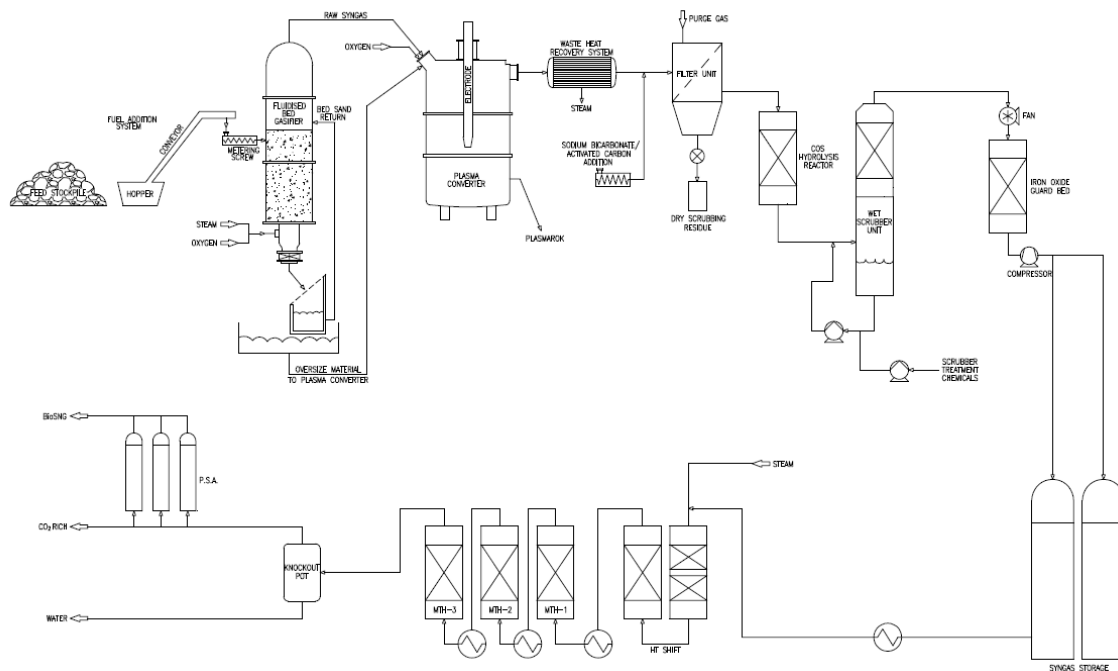 RAW SYNGAS
OXYGEN
PURGE GAS
WASTE HEAT
RECOVERY SYSTEM
FILTER UNIT
ELECTRODE
STEAM
FUEL ADDITION
SYSTEM
CONVEYOR
FLUIDISED
BED
GASIFIER
BED SAND
RETURN
METERING
SCREW
FEED STOCKPILE
HOPPER
STEAM
OXYGEN
PLASMA
CONVERTER
PLASMAROK
SODIUM BICARBONATE/
ACTIVATED CARBON
ADDITION
DRY SCRUBBING
RESIDUE
COS
HYDROLYSIS
REACTOR
WET
SCRUBBER
UNIT
FAN
IRON OXIDE
GUARD BED
COMPRESSOR
SCRUBBER
TREATMENT
CHEMICALS
OVERSIZE MATERIAL
TO PLASMA CONVERTER
BioSNG
P.S.A.
CO₂ RICH
KNOCKOUT
POT
WATER
MTH-3
MTH-2
MTH-1
HT SHIFT
STEAM
SYNGAS STORAGE